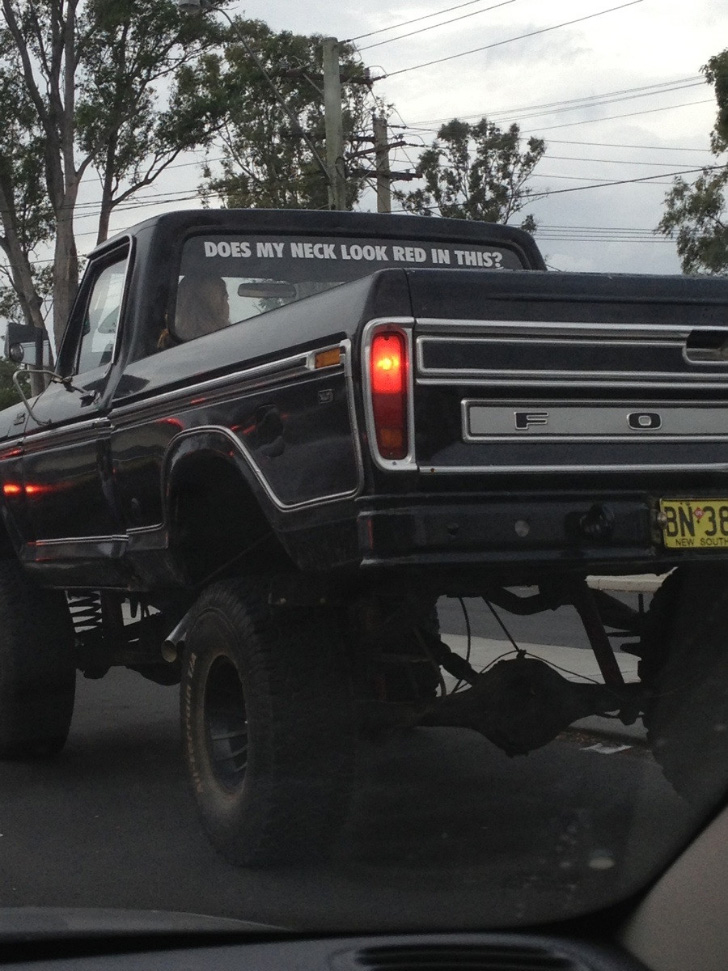 DOES MY NECK LOOK RED IN THIS?
F O
BN 38
NEW SOUTH